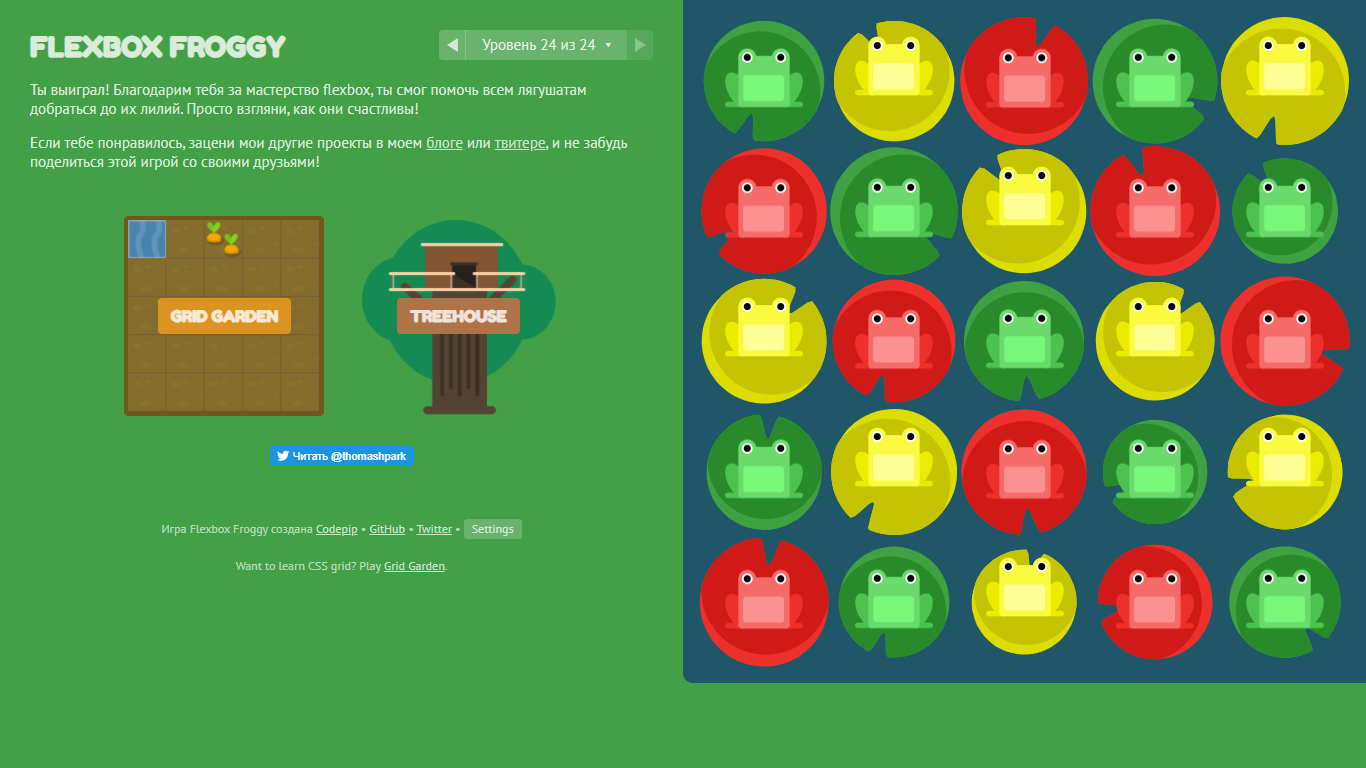 FLEXBOX FROGGY
Уровень 24 из 24
Ты выиграл! Благодарим тебя за мастерство flexbox, ты смог помочь всем лягушатам
добраться до их лилий. Просто взгляни, как они счастливы!
Если тебе понравилось, зацени мои другие проекты в моем блоге или твитере, и не забудь
поделиться этой игрой со своими друзьями!
GRID GARDEN
TREEHOUSE
Читать @thomashpark
Игра Flexbox Froggy создана Codepip • GitHub • Twitter • Settings
Want to learn CSS grid? Play Grid Garden.